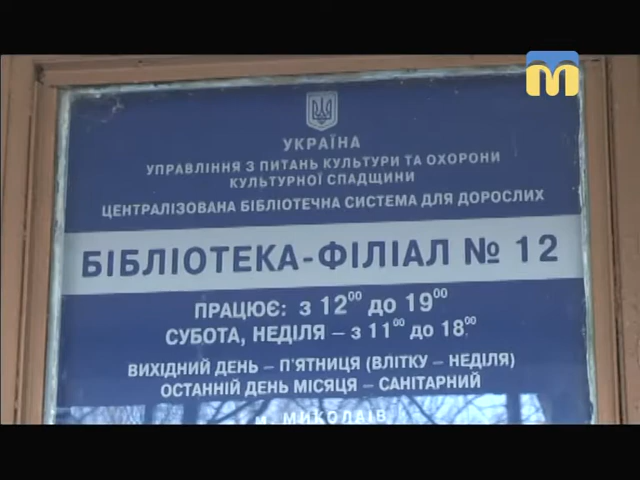 М
УКРАЇНА
УПРАВЛІННЯ З ПИТАНЬ КУЛЬТУРИ ТА ОХОРОНИ
КУЛЬТУРНОЇ СПАДЩИНИ
ЦЕНТРАЛІЗОВАНА БІБЛІОТЕЧНА СИСТЕМА ДЛЯ ДОРОСЛИХ
БІБЛІОТЕКА-ФІЛІАЛ № 12
ПРАЦЮЄ: з 12⁰⁰ до 19⁰⁰
СУБОТА, НЕДІЛЯ – з 11⁰⁰ до 18⁰⁰
ВИХІДНИЙ ДЕНЬ – П'ЯТНИЦЯ (ВЛІТКУ – НЕДІЛЯ)
ОСТАННІЙ ДЕНЬ МІСЯЦЯ – САНІТАРНИЙ
м. МИКОЛАЇВ